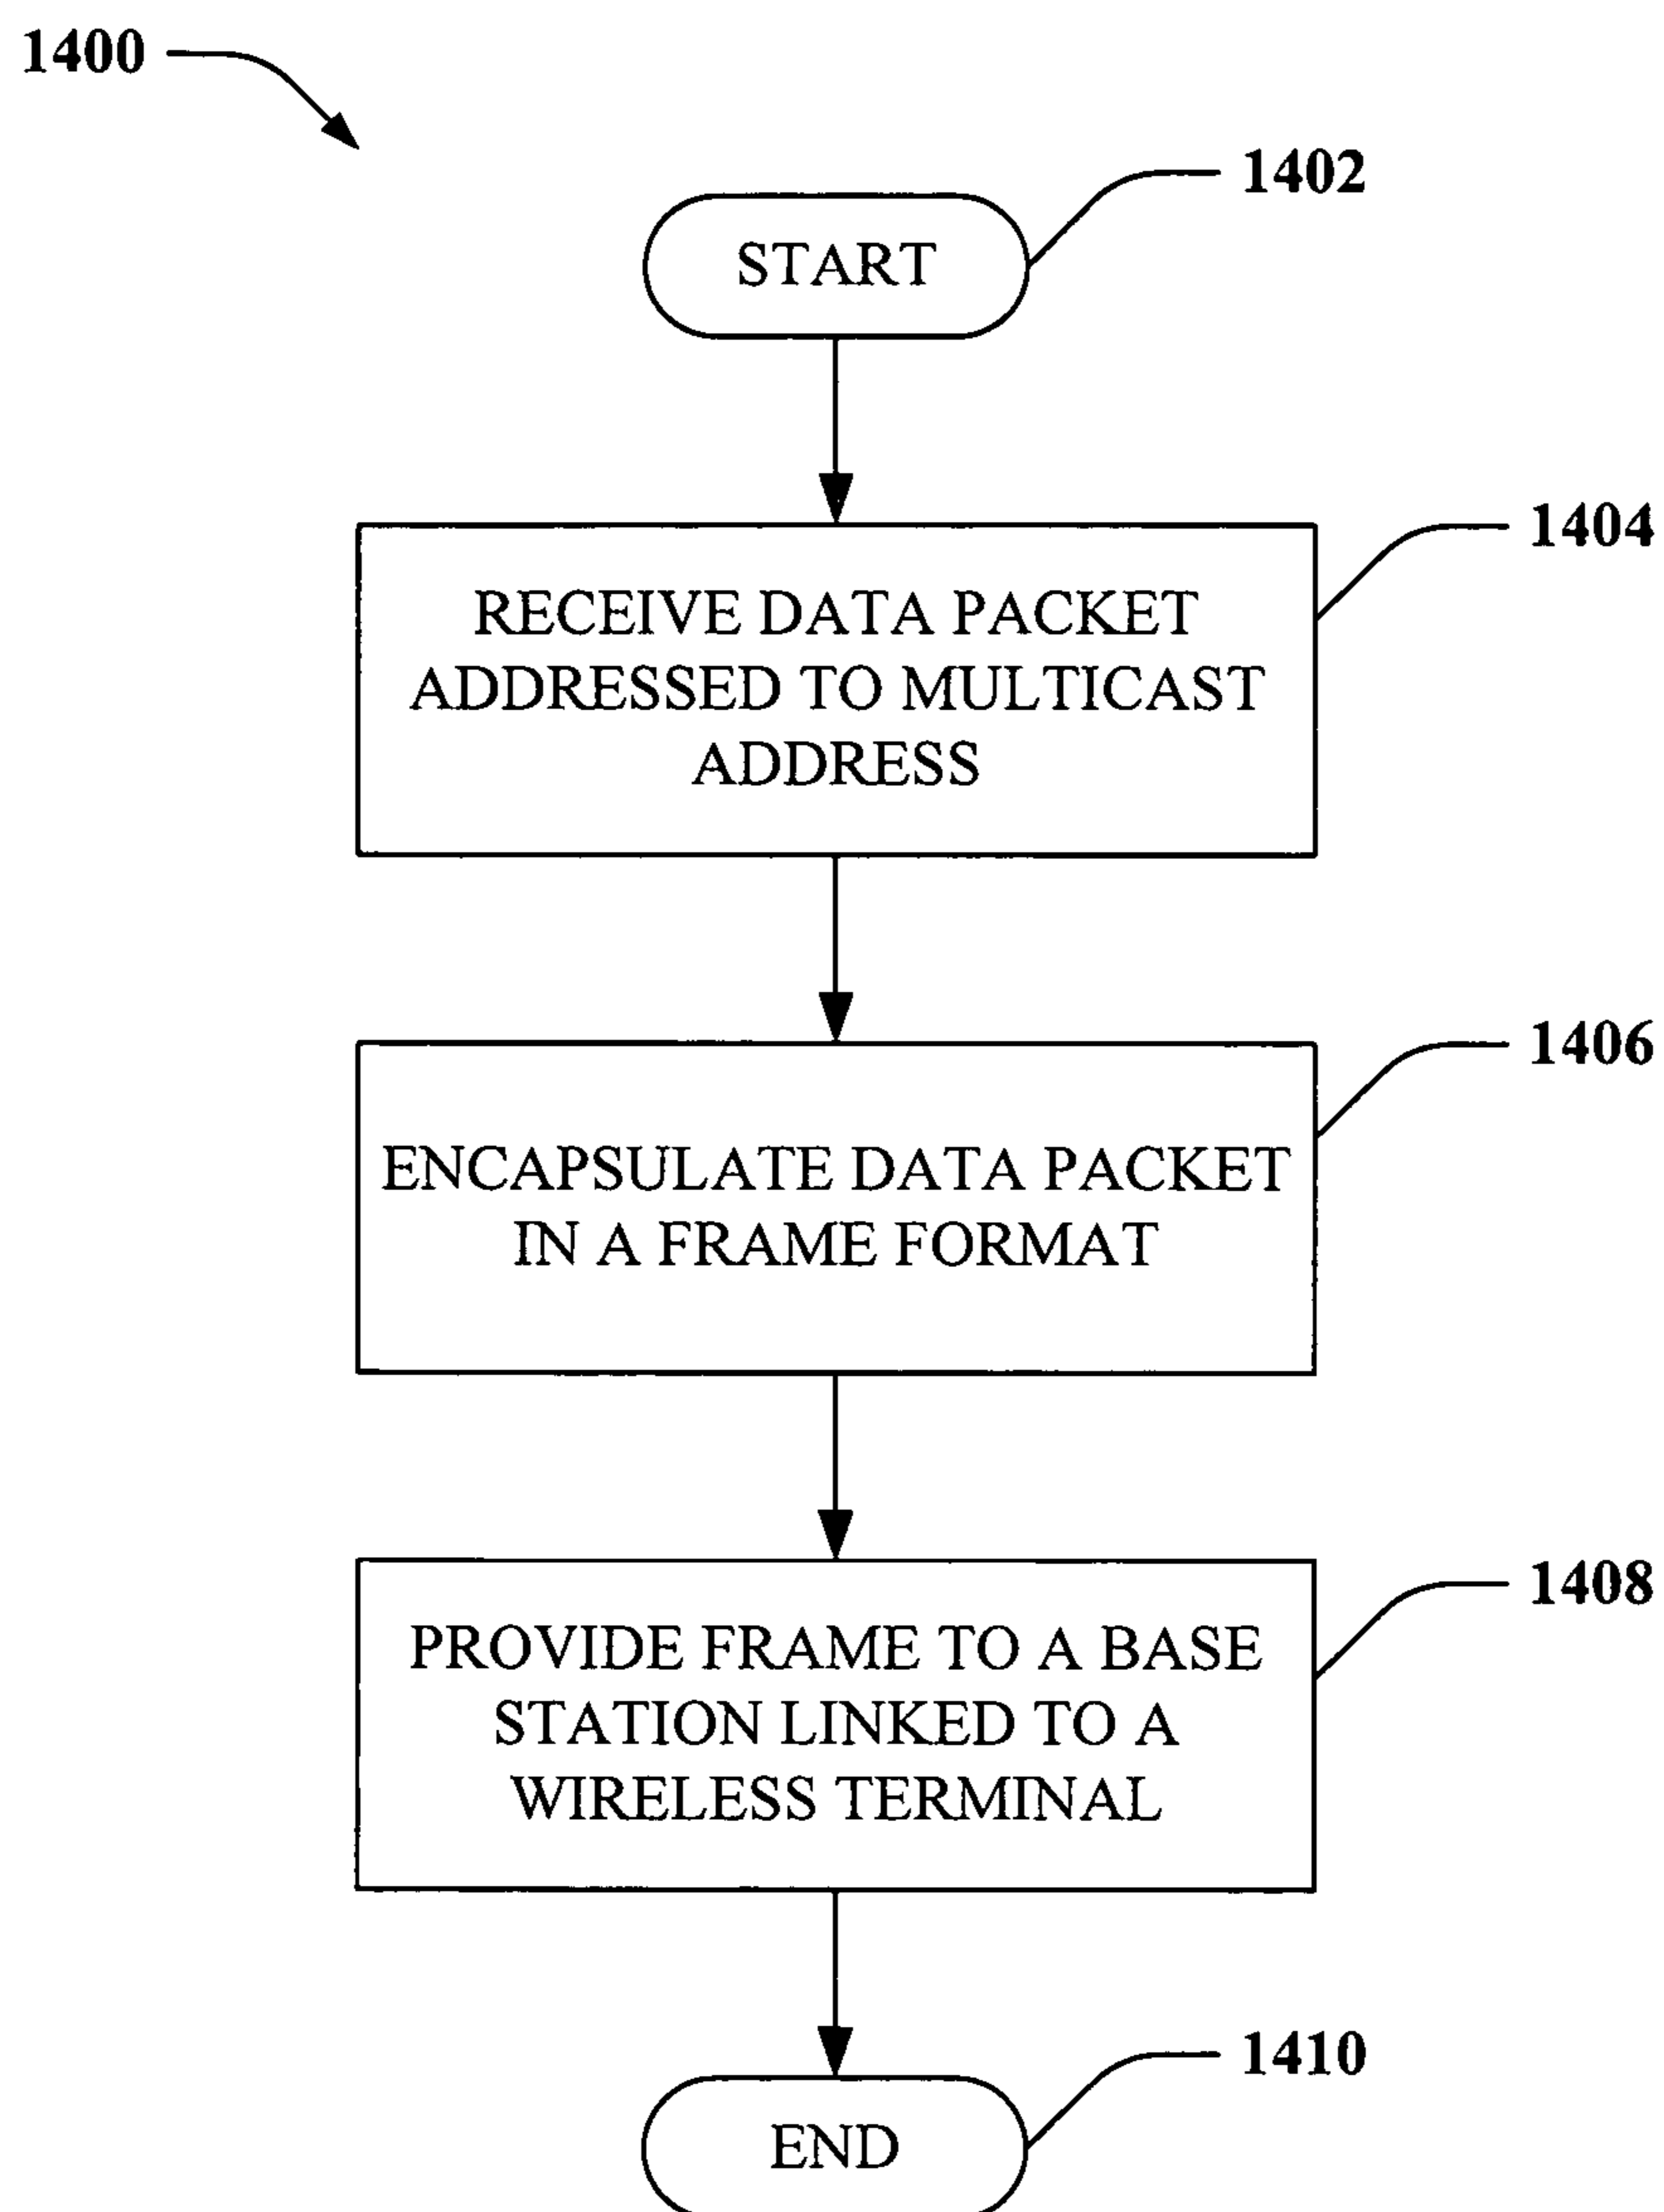 1400
1402
START
1404
RECEIVE DATA PACKET
ADDRESSED TO MULTICAST
ADDRESS
1406
ENCAPSULATE DATA PACKET
IN A FRAME FORMAT
1408
PROVIDE FRAME TO A BASE
STATION LINKED TO A
WIRELESS TERMINAL
1410
END